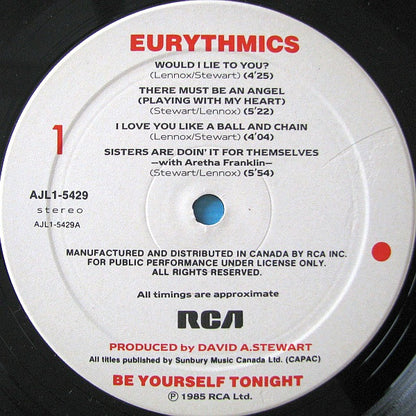 EURYTHMICS
WOULD I LIE TO YOU?
(Lennox/Stewart) (4'25)
THERE MUST BE AN ANGEL
(PLAYING WITH MY HEART)
(Stewart/Lennox) (5'22)
I LOVE YOU LIKE A BALL AND CHAIN
(Stewart/Lennox) (4'04)
SISTERS ARE DOIN' IT FOR THEMSELVES
—with Aretha Franklin—
(Stewart/Lennox) (5'54)
1
AJL1-5429
stereo
AJL1-5429A
MANUFACTURED AND DISTRIBUTED IN CANADA BY RCA INC.
FOR PUBLIC PERFORMANCE UNDER LICENSE ONLY.
ALL RIGHTS RESERVED.
All timings are approximate
RCA
PRODUCED by DAVID A.STEWART
All titles published by Sunbury Music Canada Ltd. (CAPAC)
BE YOURSELF TONIGHT
℗ 1985 RCA Ltd.